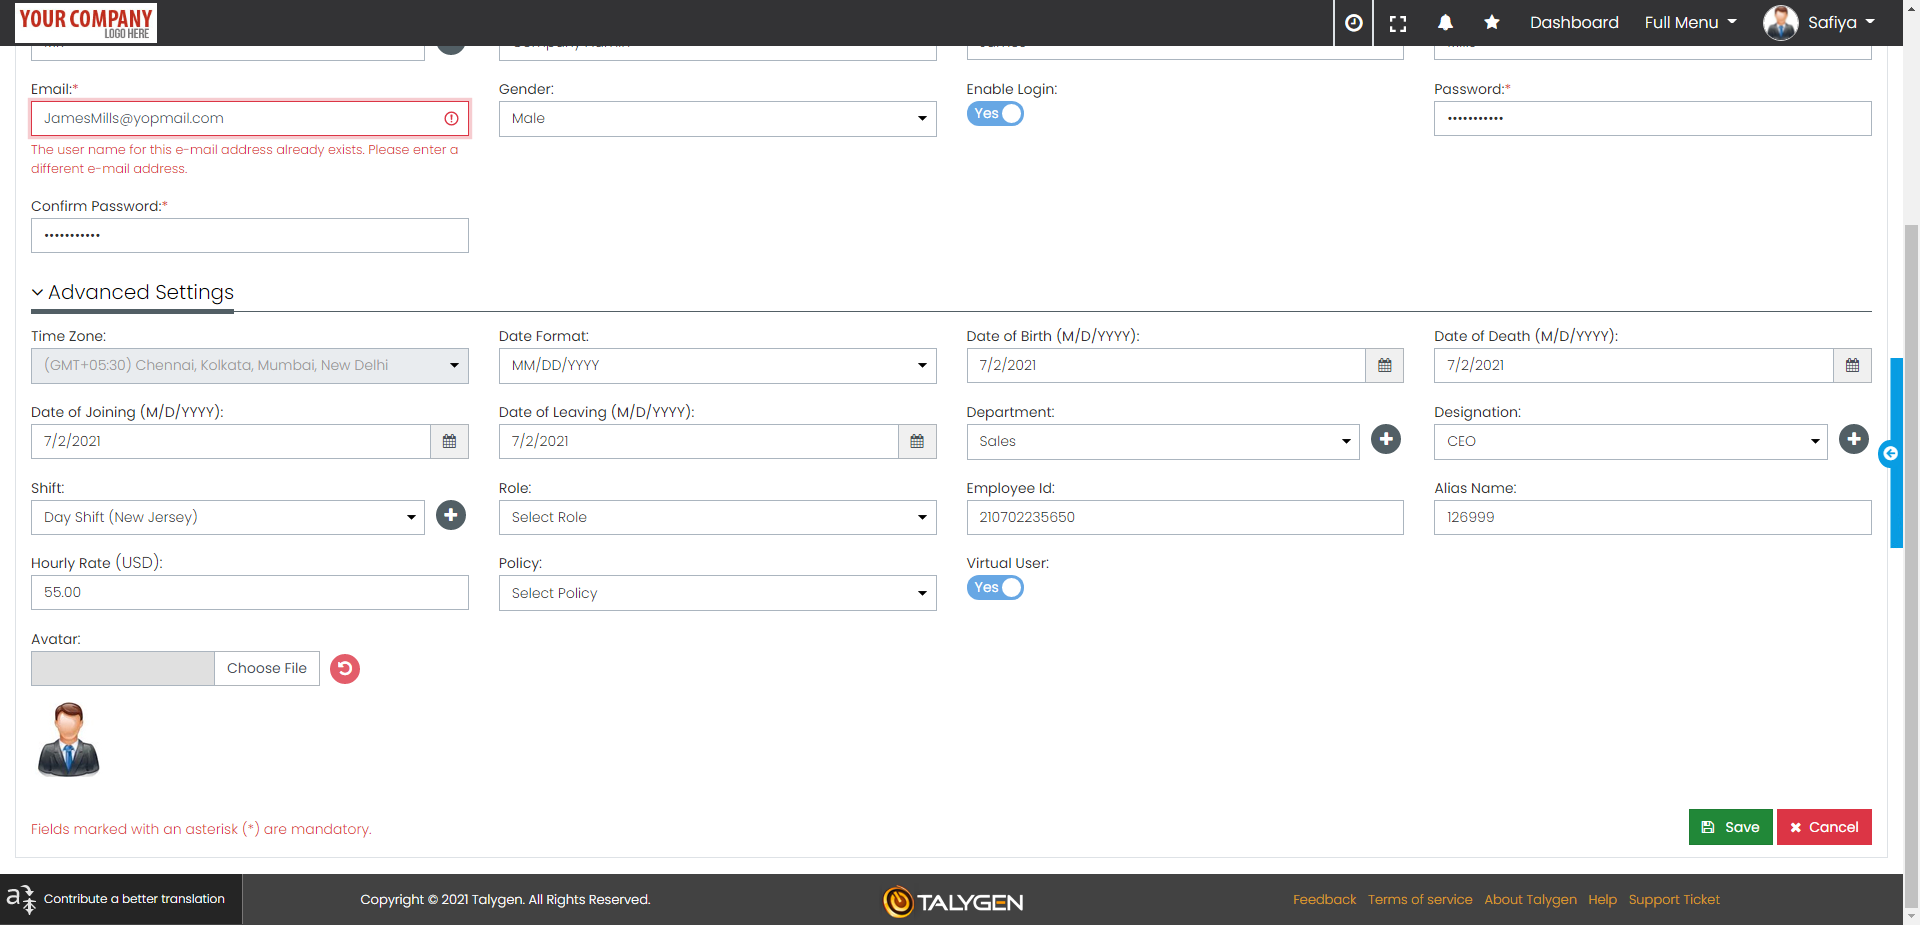 YOUR COMPANY
LOGO HERE
Dashboard
Full Menu
Safiya
Email:*
Gender:
Enable Login:
Password:*
JamesMills@yopmail.com
Male
Yes
•••••••••••
The user name for this e-mail address already exists. Please enter a
different e-mail address.
Confirm Password:*
•••••••••••
Advanced Settings
Time Zone:
Date Format:
Date of Birth (M/D/YYYY):
Date of Death (M/D/YYYY):
(GMT+05:30) Chennai, Kolkata, Mumbai, New Delhi
MM/DD/YYYY
7/2/2021
7/2/2021
Date of Joining (M/D/YYYY):
Date of Leaving (M/D/YYYY):
Department:
Designation:
7/2/2021
7/2/2021
Sales
CEO
Shift:
Role:
Employee Id:
Alias Name:
Day Shift (New Jersey)
Select Role
210702235650
126999
Hourly Rate (USD):
Policy:
Virtual User:
55.00
Select Policy
Yes
Avatar:
Choose File
Fields marked with an asterisk (*) are mandatory.
Save
Cancel
Contribute a better translation
Copyright © 2021 Talygen. All Rights Reserved.
TALYGEN
Feedback
Terms of service
About Talygen
Help
Support Ticket